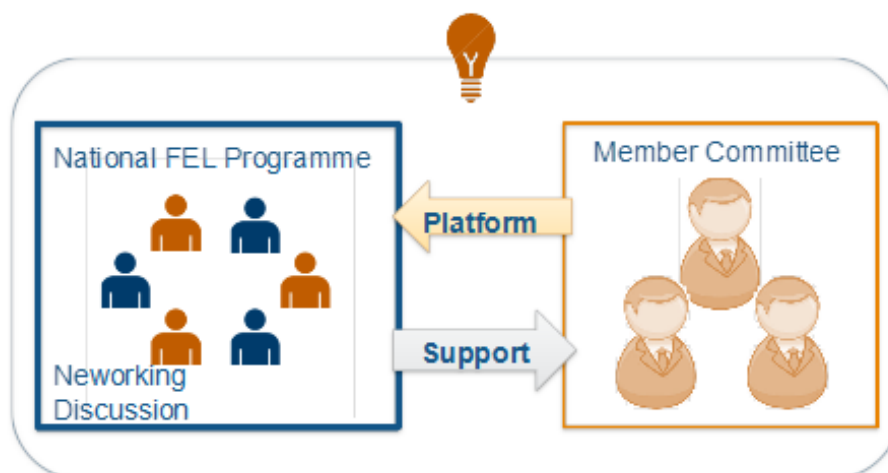 National FEL Programme
Member Committee
Platform
Support
Neworking
Discussion